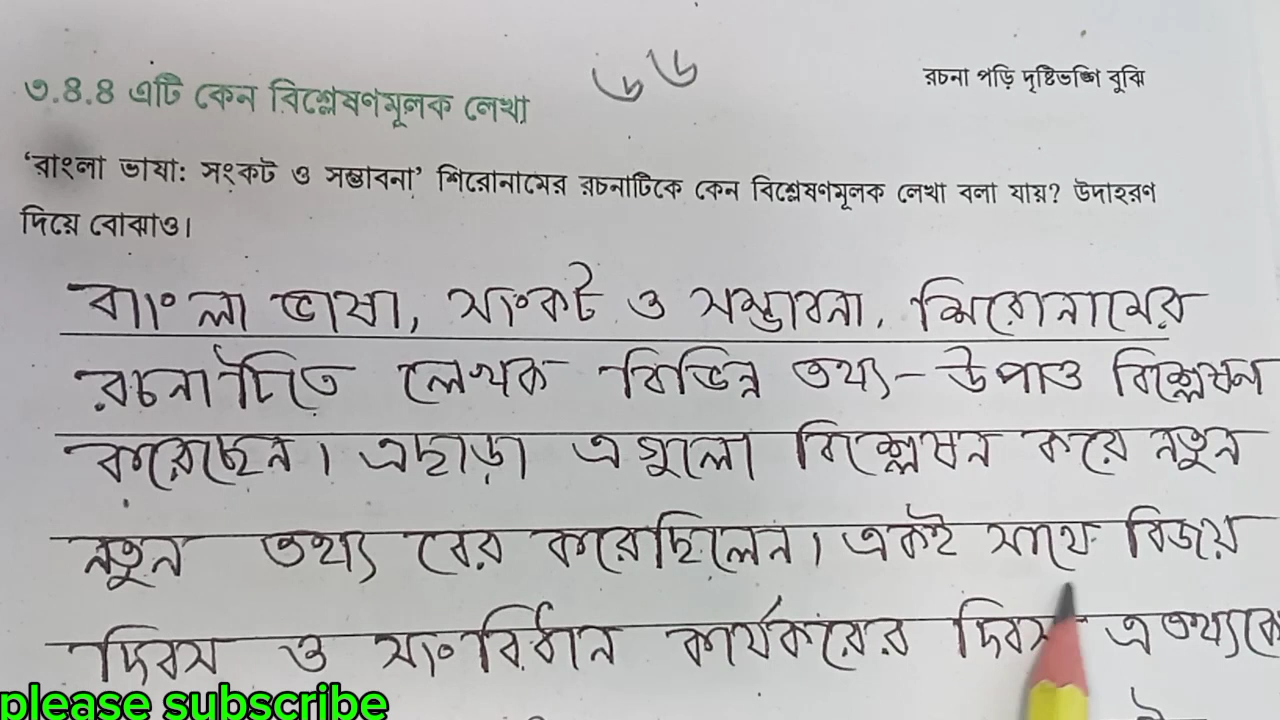 ৬৬
রচনা পড়ি দৃষ্টিভঙ্গি বুঝি
৩.৪.৪ এটি কেন বিশ্লেষণমূলক লেখা
‘বাংলা ভাষা: সংকট ও সম্ভাবনা’ শিরোনামের রচনাটিকে কেন বিশ্লেষণমূলক লেখা বলা যায়? উদাহরণ
দিয়ে বোঝাও।
বাংলা ভাষা, সাংকট ও সম্ভাবনা, শিরোনামের
রচনাটিতে লেখক বিভিন্ন তথ্য-উপাত্ত বিশ্লেষণ
করেছেন। এছাড়া এগুলো বিশ্লেষন করে নতুন
নতুন তথ্য বের করেছিলেন। একই সাথে বিজয়
দিবস ও সাংবিধান কার্যকরের দিবস এ তথ্যকে
please subscribe